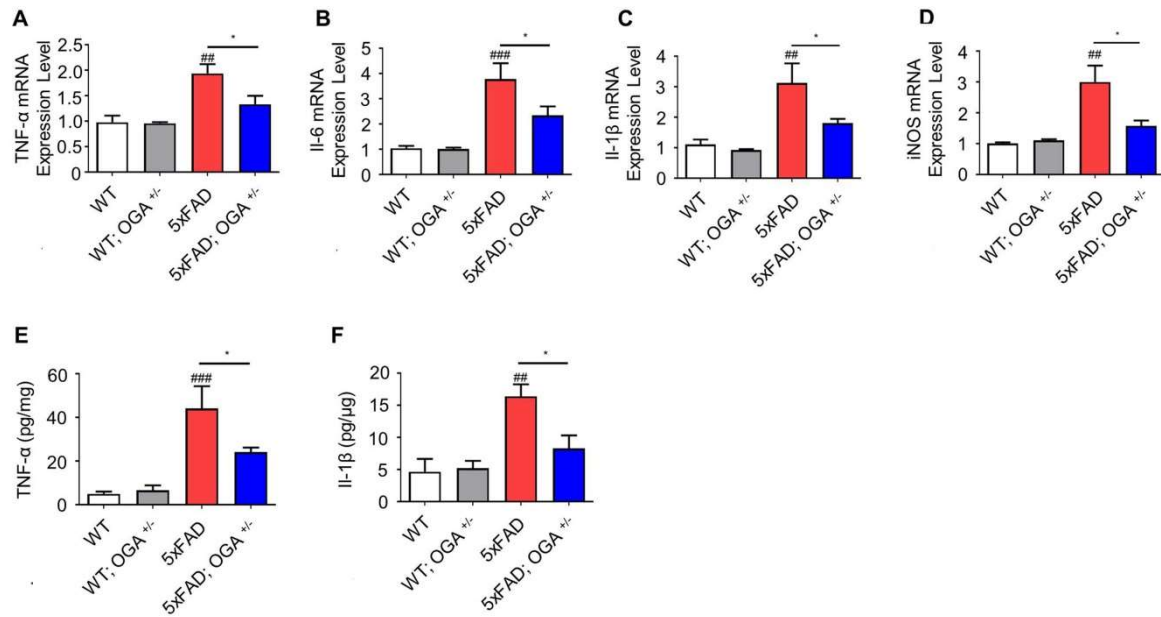 A
TNF-α mRNA
Expression Level
2.5
2.0
1.5
1.0
0.5
0
##
*
WT
WT; OGA +/-
5xFAD
5xFAD; OGA +/-
B
Il-6 mRNA
Expression Level
5
4
3
2
1
0
###
*
WT
WT; OGA +/-
5xFAD
5xFAD; OGA +/-
C
Il-1β mRNA
Expression Level
4
3
2
1
0
##
*
WT
WT; OGA +/-
5xFAD
5xFAD; OGA +/-
D
iNOS mRNA
Expression Level
4
3
2
1
0
##
*
WT
WT; OGA +/-
5xFAD
5xFAD; OGA +/-
E
TNF-α (pg/mg)
60
40
20
0
###
*
WT
WT; OGA +/-
5xFAD
5xFAD; OGA +/-
F
Il-1β (pg/µg)
20
15
10
5
0
##
*
WT
WT; OGA +/-
5xFAD
5xFAD; OGA +/-